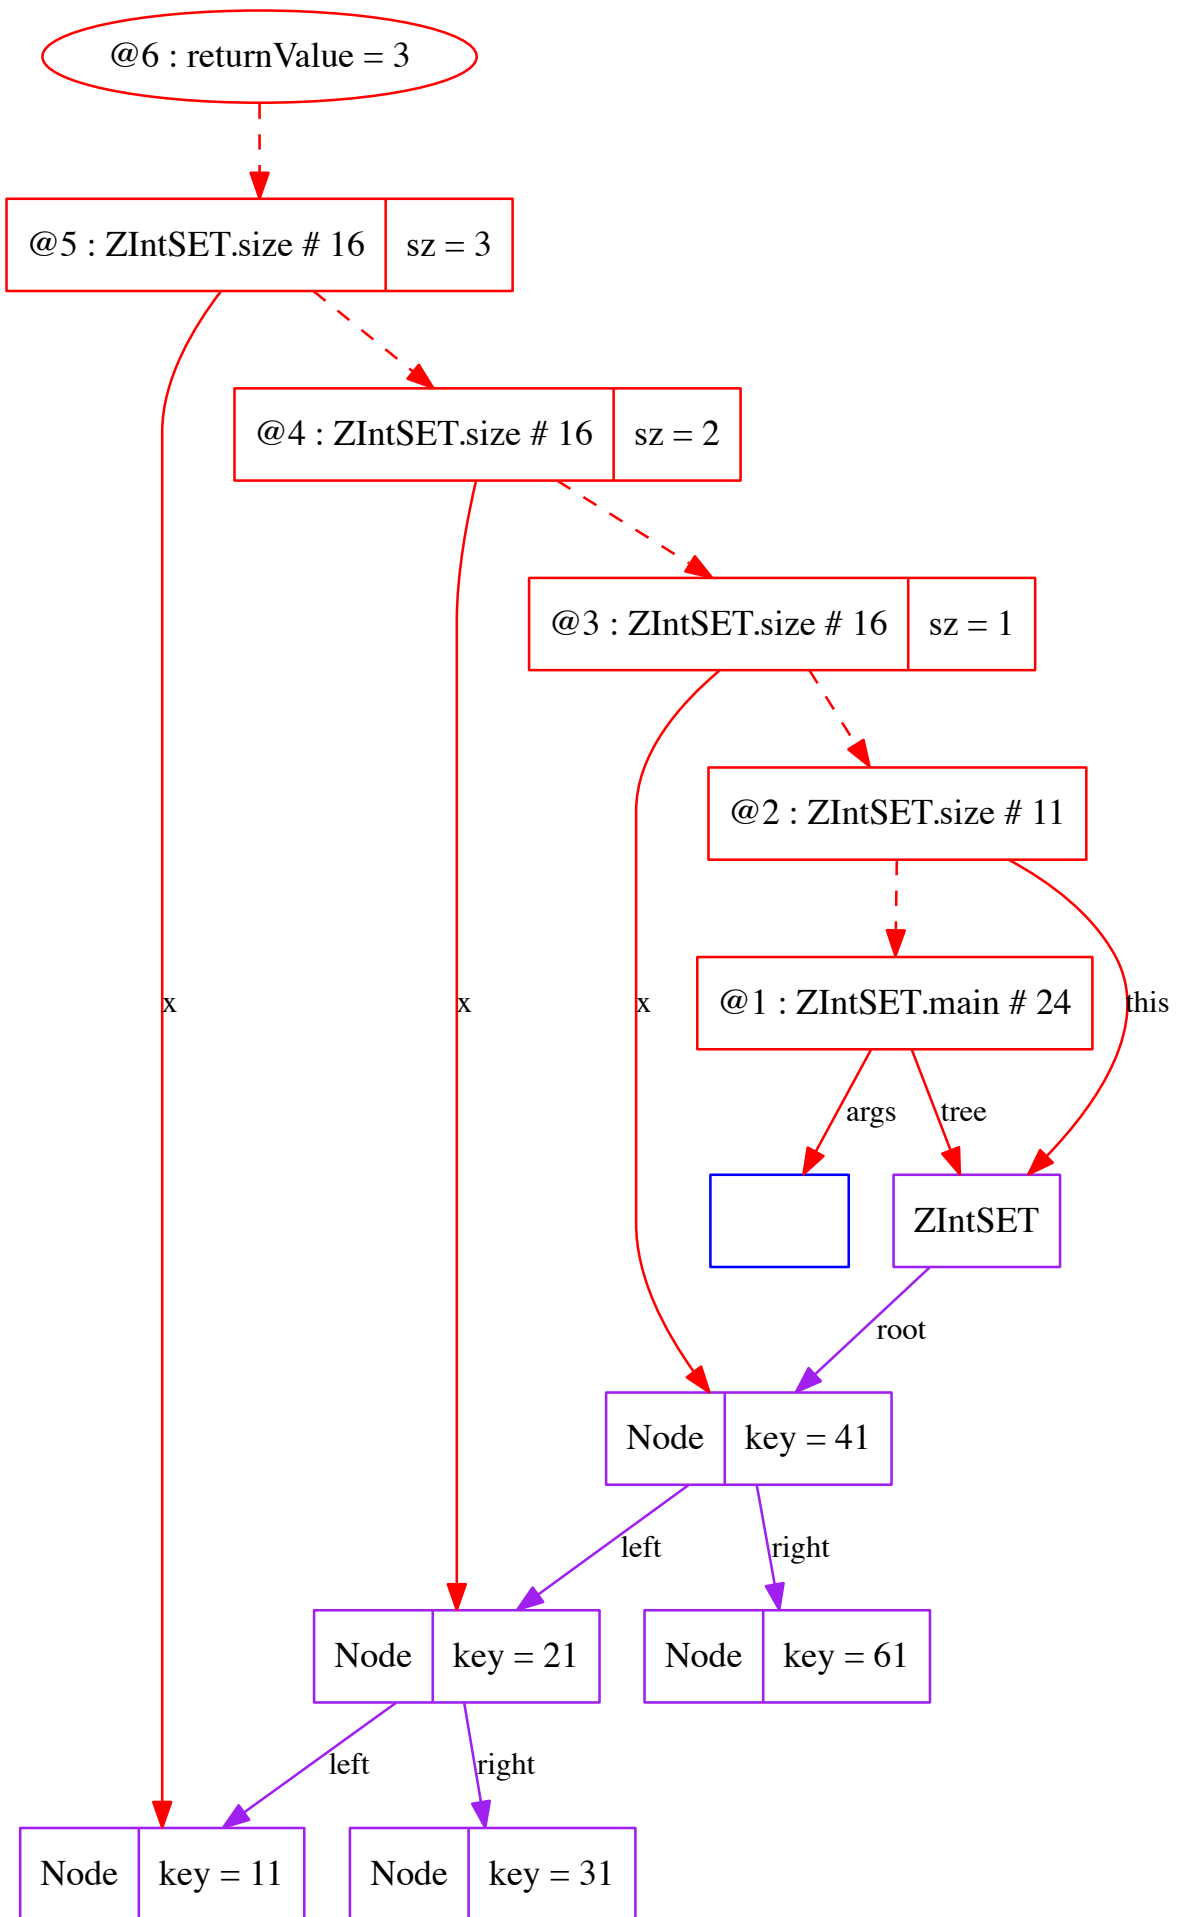 @6 : returnValue = 3
@5 : ZIntSET.size # 16 sz = 3
@4 : ZIntSET.size # 16 sz = 2
@3 : ZIntSET.size # 16 sz = 1
@2 : ZIntSET.size # 11
x x x @1 : ZIntSET.main # 24 this
args tree
ZIntSET
root
Node key = 41
left right
Node key = 21 Node key = 61
left right
Node key = 11 Node key = 31